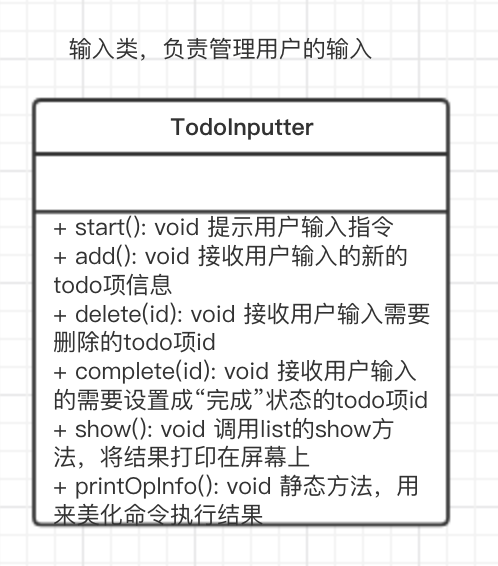 输入类，负责管理用户的输入
TodoInputter
+ start(): void 提示用户输入指令
+ add(): void 接收用户输入的新的
todo项信息
+ delete(id): void 接收用户输入需要
删除的todo项id
+ complete(id): void 接收用户输入
的需要设置成“完成”状态的todo项id
+ show(): void 调用list的show方
法，将结果打印在屏幕上
+ printOpInfo(): void 静态方法，用
来美化命令执行结果